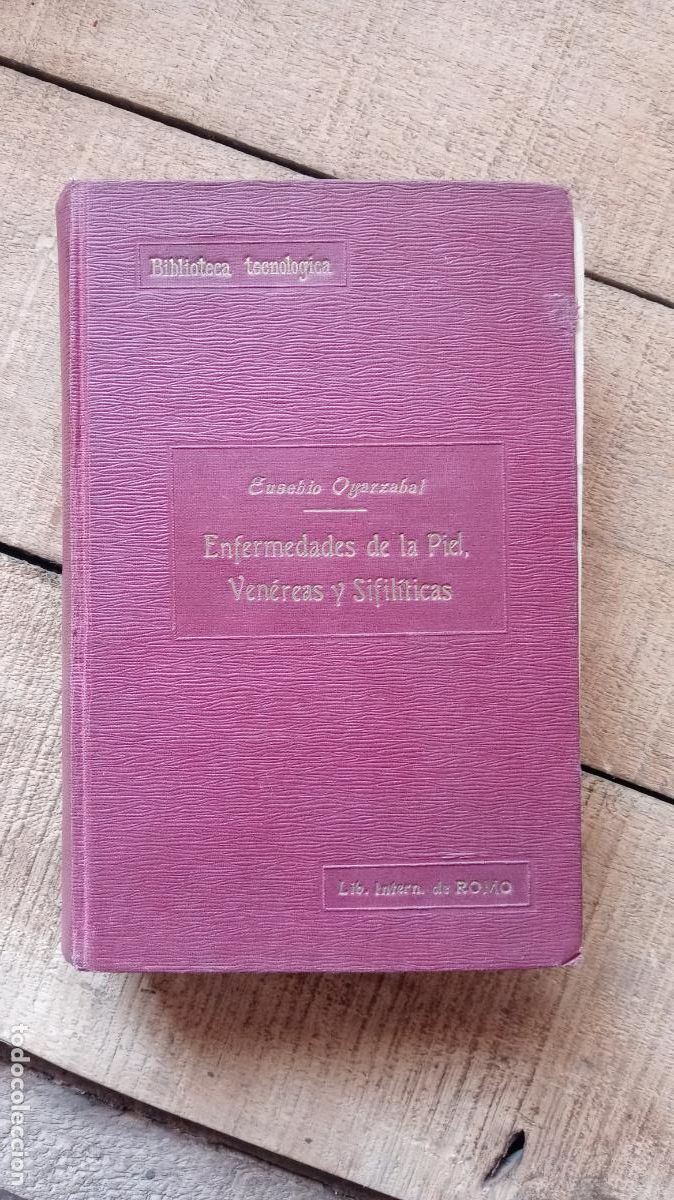 Biblioteca tecnologica
Eusebio Oyarzabal
Enfermedades de la Piel,
Venéreas y Sifilíticas
Lib. Intern. de ROMO
todocoleccion